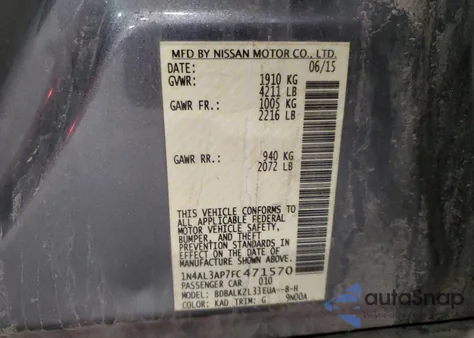 MFD BY NISSAN MOTOR CO., LTD.
DATE: 06/15
GVWR: 1910 KG
4211 LB
GAWR FR.: 1005 KG
2216 LB
GAWR RR.: 940 KG
2072 LB
THIS VEHICLE CONFORMS TO
ALL APPLICABLE FEDERAL
MOTOR VEHICLE SAFETY,
BUMPER, AND THEFT
PREVENTION STANDARDS IN
EFFECT ON THE DATE OF
MANUFACTURE SHOWN ABOVE.
1N4AL3AP7FC471570
PASSENGER CAR 010
MODEL: BDBALKZL33EUA--B-H
COLOR: KAD TRIM: G 9N00A
autoSnap